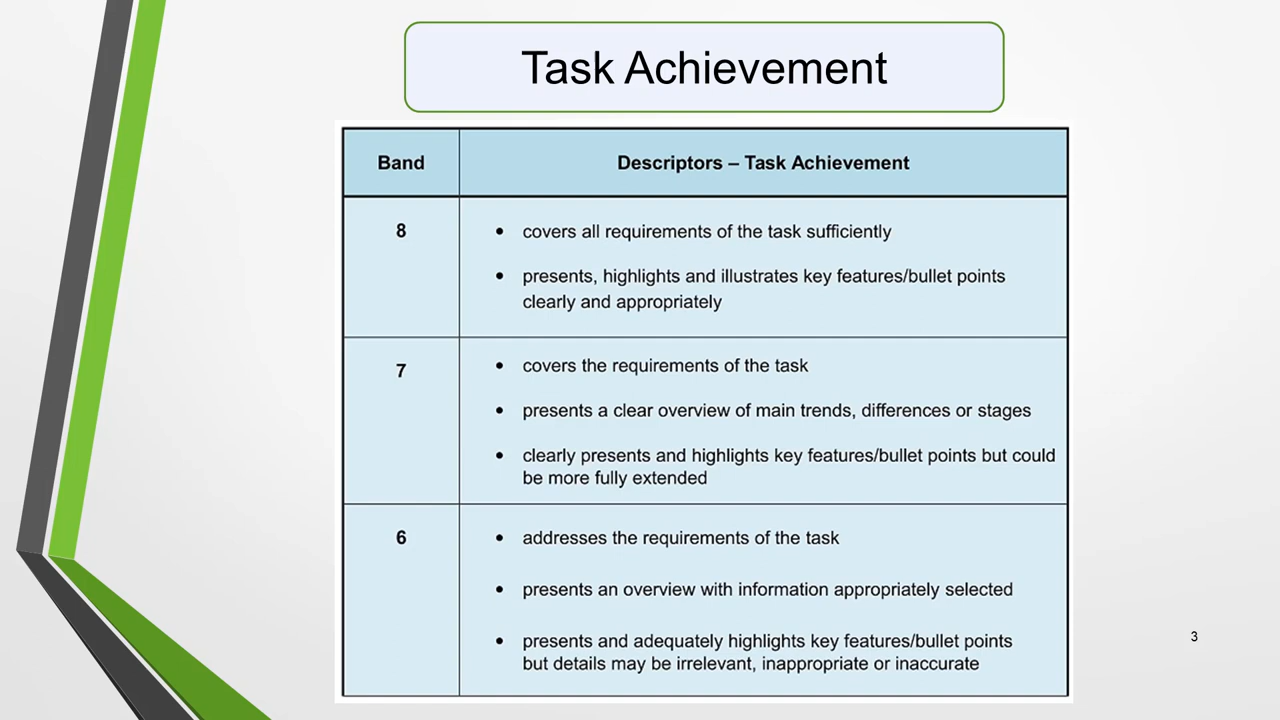 Task Achievement
Band
Descriptors – Task Achievement
8
• covers all requirements of the task sufficiently
• presents, highlights and illustrates key features/bullet points
clearly and appropriately
7
• covers the requirements of the task
• presents a clear overview of main trends, differences or stages
• clearly presents and highlights key features/bullet points but could
be more fully extended
6
• addresses the requirements of the task
• presents an overview with information appropriately selected
• presents and adequately highlights key features/bullet points
but details may be irrelevant, inappropriate or inaccurate
3